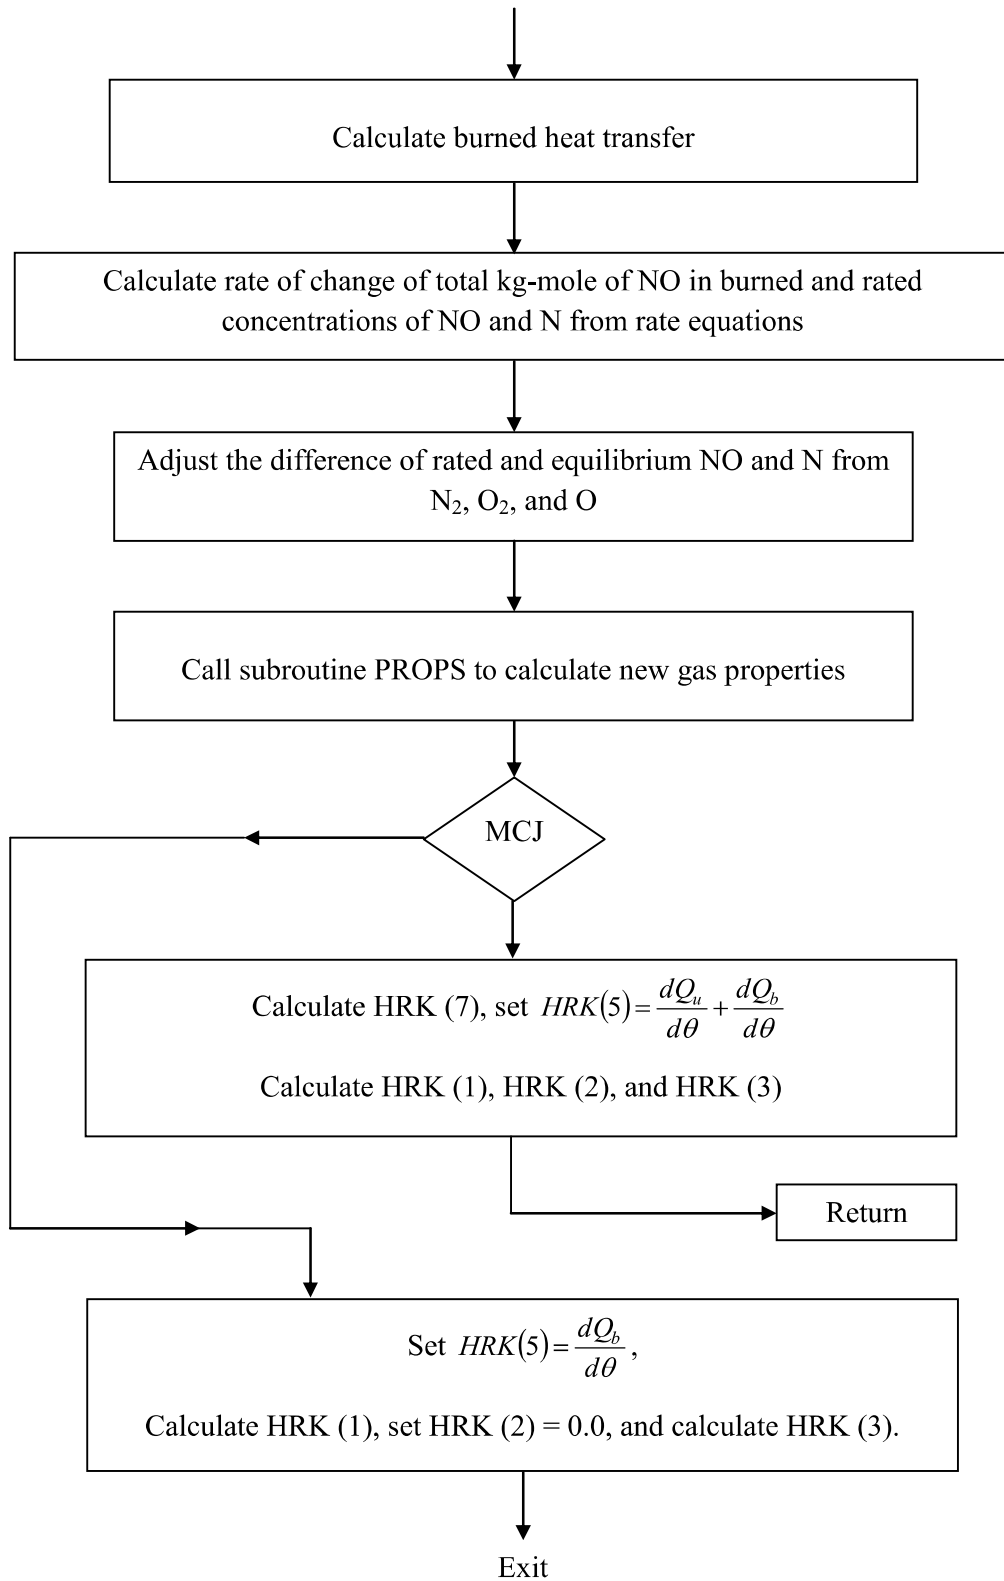 Calculate burned heat transfer
Calculate rate of change of total kg-mole of NO in burned and rated
concentrations of NO and N from rate equations
Adjust the difference of rated and equilibrium NO and N from
N₂, O₂, and O
Call subroutine PROPS to calculate new gas properties
MCJ
Calculate HRK (7), set HRK(5) = dQᵤ/dθ + dQ_b/dθ
Calculate HRK (1), HRK (2), and HRK (3)
Return
Set HRK(5) = dQ_b/dθ,
Calculate HRK (1), set HRK (2) = 0.0, and calculate HRK (3).
Exit